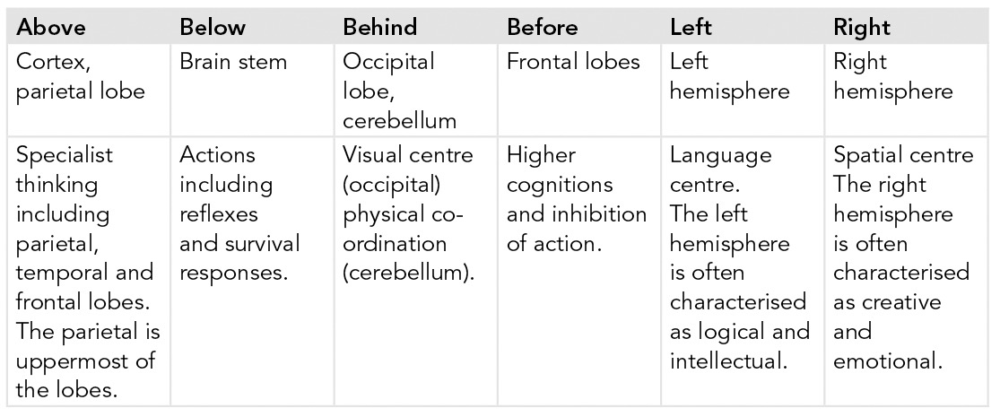 Above
Below
Behind
Before
Left
Right
Cortex,
parietal lobe
Brain stem
Occipital
lobe,
cerebellum
Frontal lobes
Left
hemisphere
Right
hemisphere
Specialist
thinking
including
parietal,
temporal and
frontal lobes.
The parietal is
uppermost of
the lobes.
Actions
including
reflexes
and survival
responses.
Visual centre
(occipital)
physical co-
ordination
(cerebellum).
Higher
cognitions
and inhibition
of action.
Language
centre.
The left
hemisphere
is often
characterised
as logical and
intellectual.
Spatial centre
The right
hemisphere
is often
characterised
as creative
and
emotional.